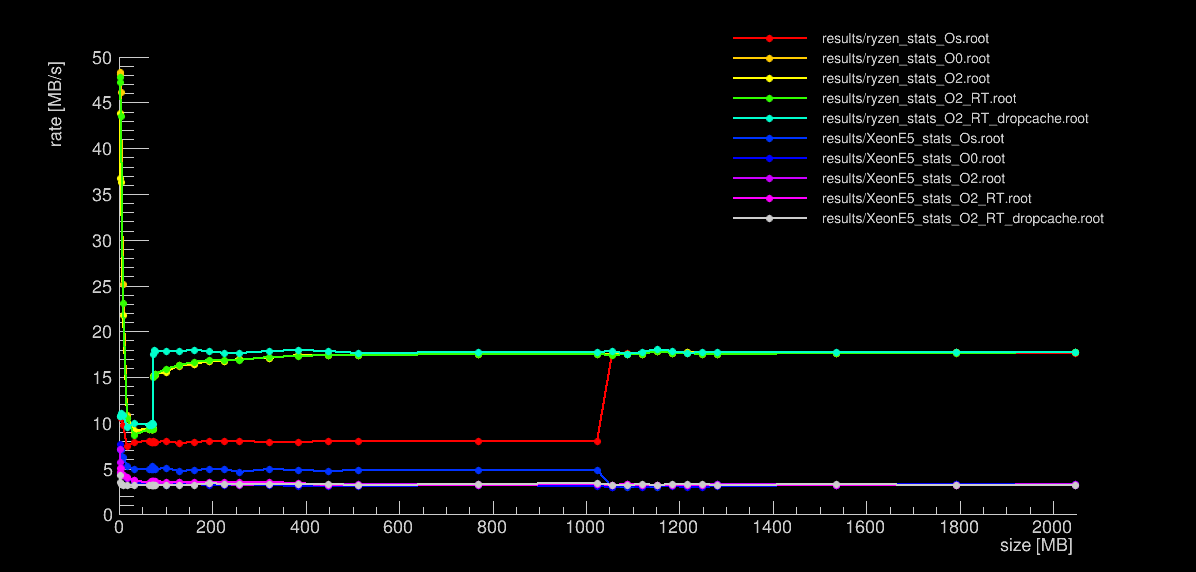 results/ryzen_stats_Os.root
results/ryzen_stats_O0.root
results/ryzen_stats_O2.root
results/ryzen_stats_O2_RT.root
results/ryzen_stats_O2_RT_dropcache.root
results/XeonE5_stats_Os.root
results/XeonE5_stats_O0.root
results/XeonE5_stats_O2.root
results/XeonE5_stats_O2_RT.root
results/XeonE5_stats_O2_RT_dropcache.root
rate [MB/s]
50
45
40
35
30
25
20
15
10
5
0
0 200 400 600 800 1000 1200 1400 1600 1800 2000
size [MB]